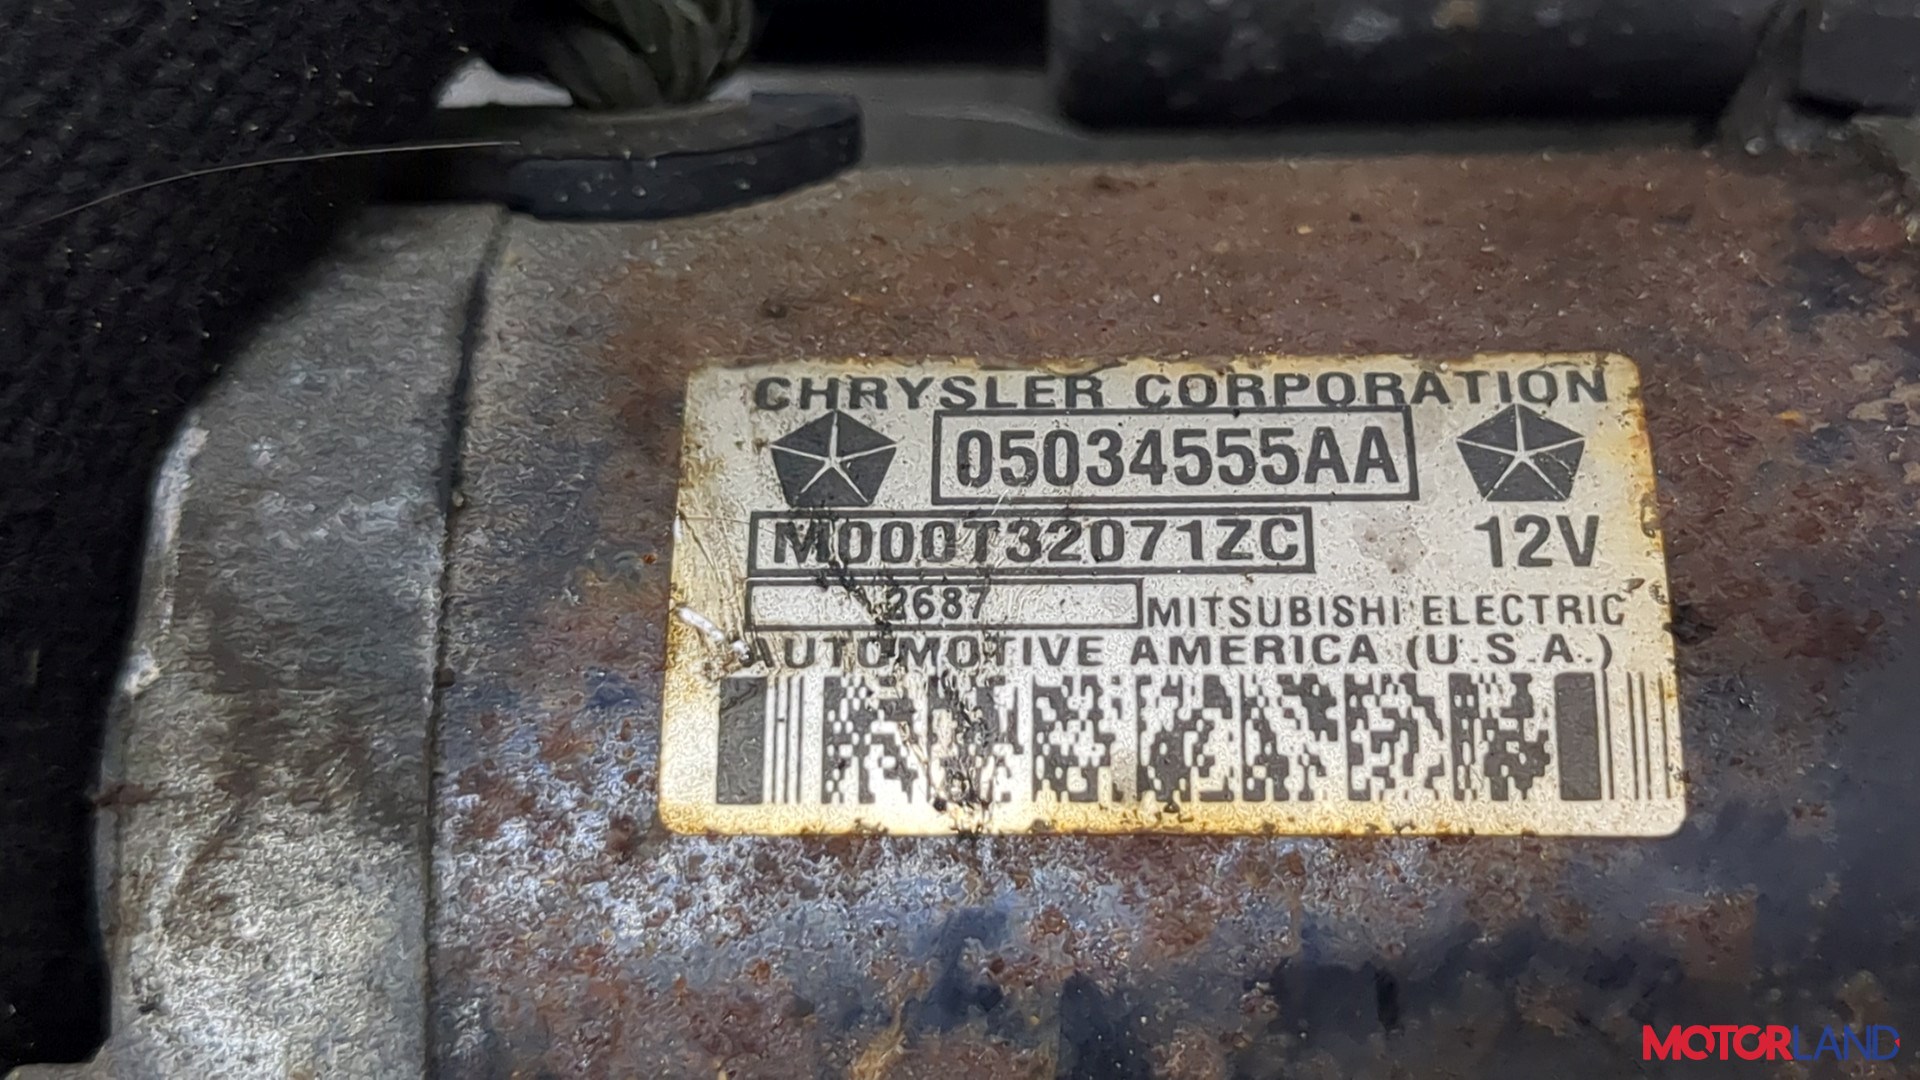 CHRYSLER CORPORATION
05034555AA
M000T32071ZC 12V
2687 MITSUBISHI ELECTRIC
AUTOMOTIVE AMERICA (U.S.A.)
MOTORLAND